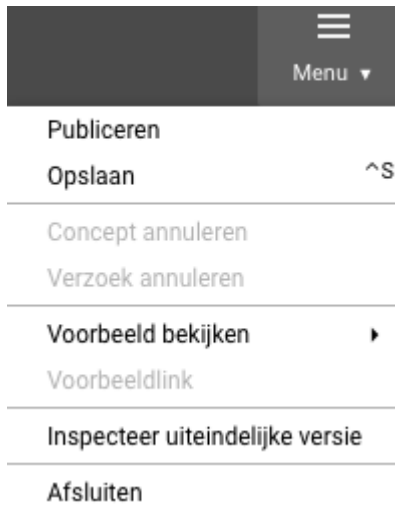 Menu ▾
Publiceren
Opslaan ^S
Concept annuleren
Verzoek annuleren
Voorbeeld bekijken ▸
Voorbeeldlink
Inspecteer uiteindelijke versie
Afsluiten